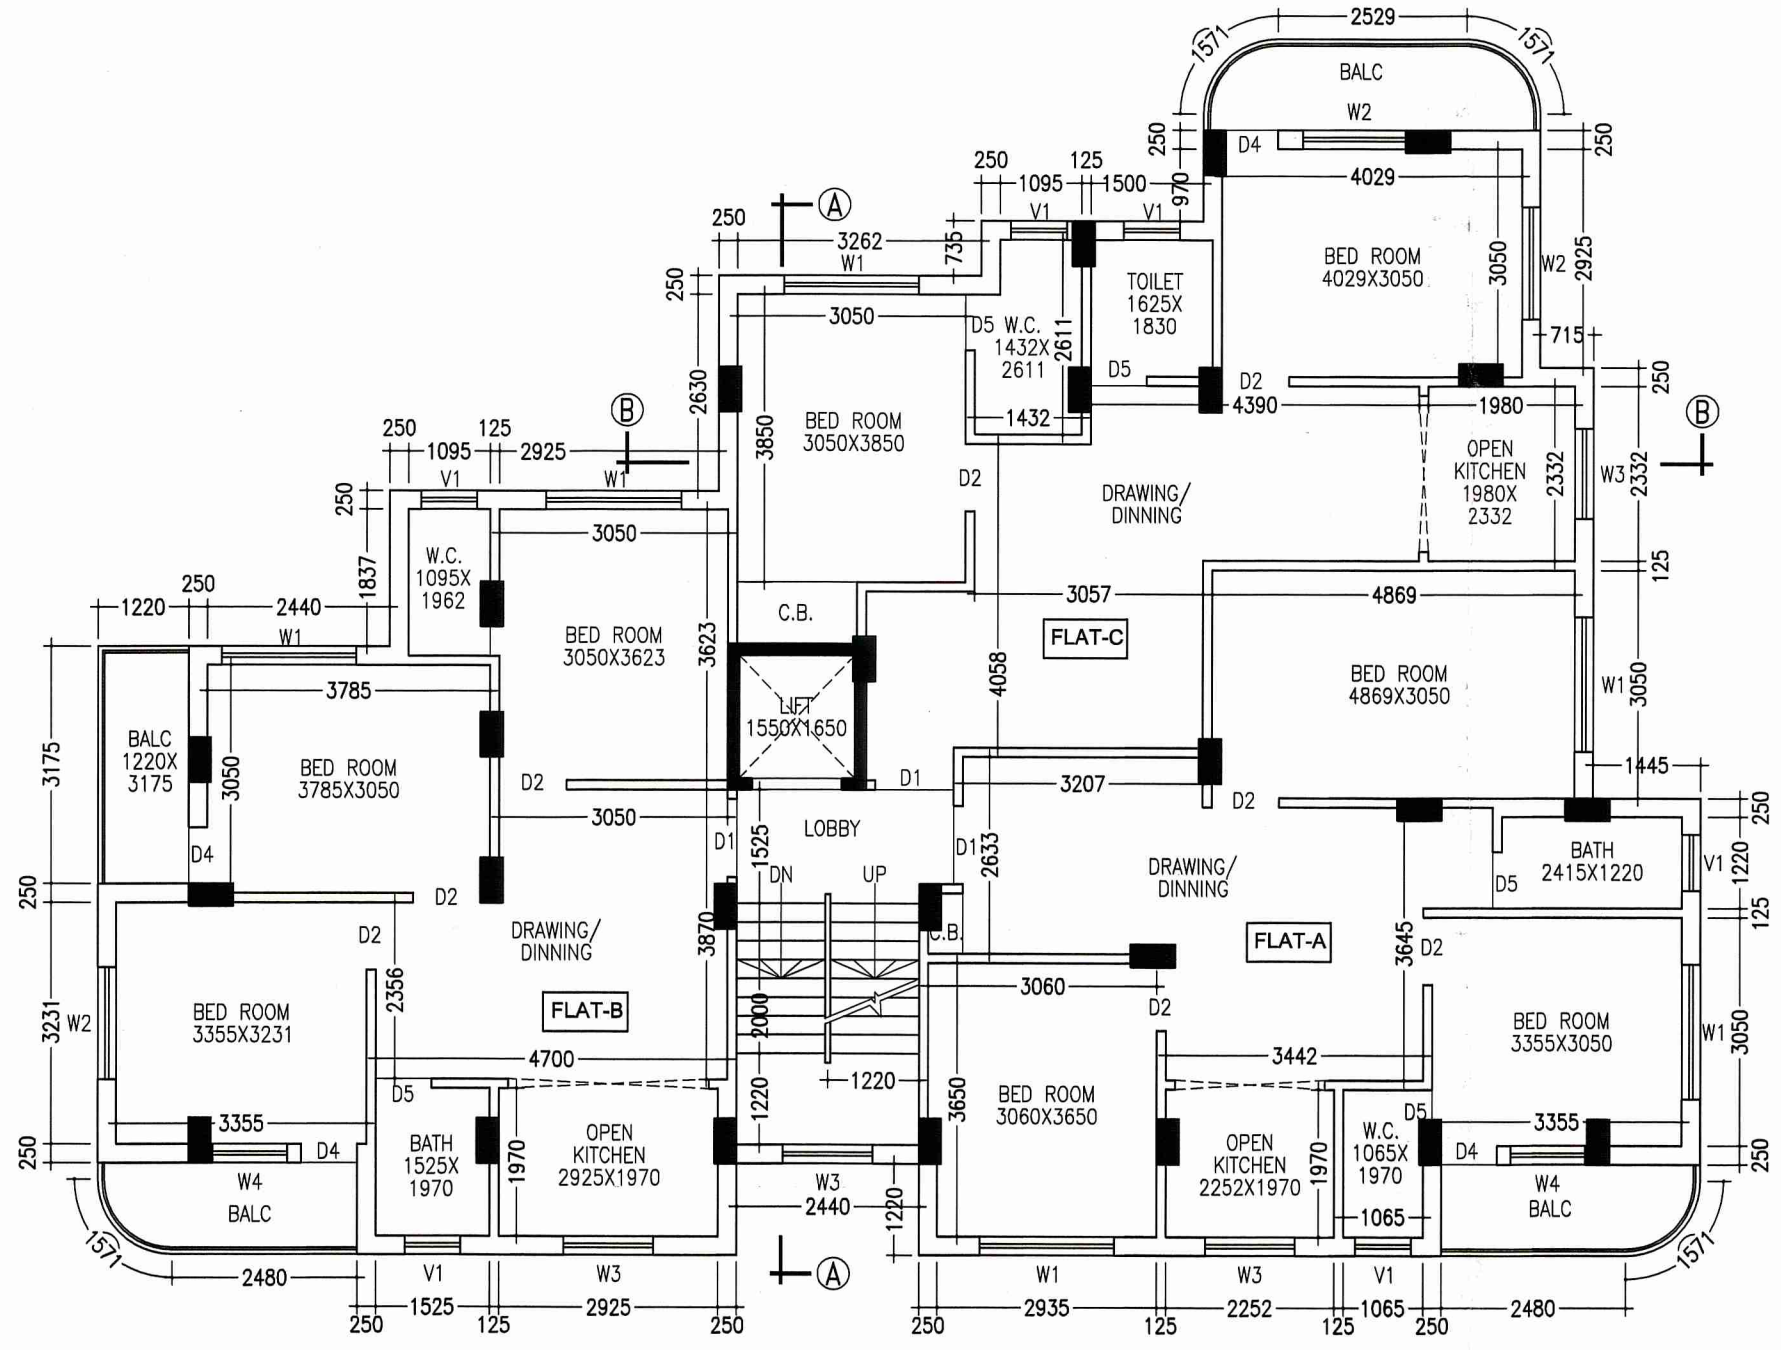 2529
1571
1571
BALC
W2
250
D4
250
4029
250
125
1095
1500
970
V1
V1
A
250
3262
735
W1
BED ROOM
4029X3050
3050
W2
2925
250
TOILET
1625X
1830
3050
D5
W.C.
1432X
2611
2611
715
D5
D2
250
2630
4390
1980
1432
B
B
250
125
1095
2925
V1
W1
3850
BED ROOM
3050X3850
OPEN
KITCHEN
1980X
2332
2332
W3
2332
250
D2
DRAWING/
DINNING
3050
W.C.
1095X
1962
1837
125
250
1220
2440
W1
C.B.
3057
4869
BED ROOM
3050X3623
3623
FLAT-C
4058
3785
LIFT
1550X1650
BED ROOM
4869X3050
W1
3050
BALC
1220X
3175
3175
3050
BED ROOM
3785X3050
D2
D1
3207
1445
D2
3050
D1
1525
LOBBY
D1
2633
250
D4
DN
UP
DRAWING/
DINNING
BATH
2415X1220
D5
V1
1220
250
D2
D2
DRAWING/
DINNING
3870
C.B.
FLAT-A
3645
D2
125
2356
3060
BED ROOM
3355X3231
W2
3231
FLAT-B
2000
D2
BED ROOM
3355X3050
W1
3050
4700
3442
1220
1220
D5
3650
BED ROOM
3060X3650
D5
3355
3355
250
D4
BATH
1525X
1970
1970
OPEN
KITCHEN
2925X1970
OPEN
KITCHEN
2252X1970
1970
W.C.
1065X
1970
D4
250
W4
BALC
W3
2440
1220
1065
W4
BALC
1571
2480
V1
W3
A
W1
W3
V1
1571
1525
2925
2935
2252
1065
2480
250
125
250
250
125
125
250